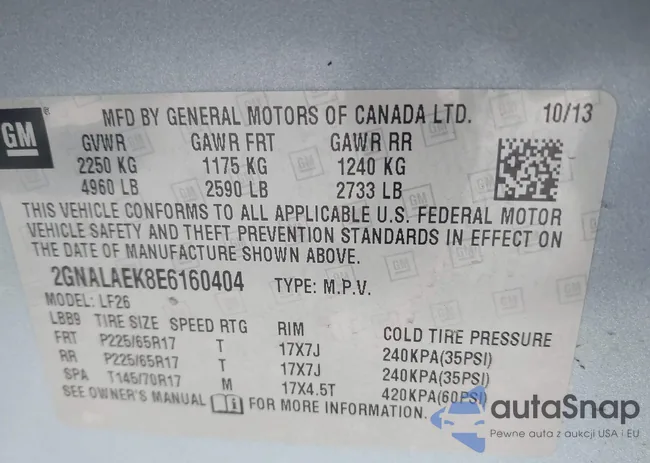 GM
MFD BY GENERAL MOTORS OF CANADA LTD. 10/13
GVWR GAWR FRT GAWR RR
2250 KG 1175 KG 1240 KG
4960 LB 2590 LB 2733 LB
THIS VEHICLE CONFORMS TO ALL APPLICABLE U.S. FEDERAL MOTOR
VEHICLE SAFETY AND THEFT PREVENTION STANDARDS IN EFFECT ON
THE DATE OF MANUFACTURE SHOWN ABOVE.
2GNALAEK8E6160404 TYPE: M.P.V.
MODEL: LF26
LBB9 TIRE SIZE SPEED RTG RIM COLD TIRE PRESSURE
FRT P225/65R17 T 17X7J 240KPA(35PSI)
RR P225/65R17 T 17X7J 240KPA(35PSI)
SPA T145/70R17 M 17X4.5T 420KPA(60PSI)
SEE OWNER'S MANUAL FOR MORE INFORMATION.
autaSnap
Pewne auta z aukcji USA i EU